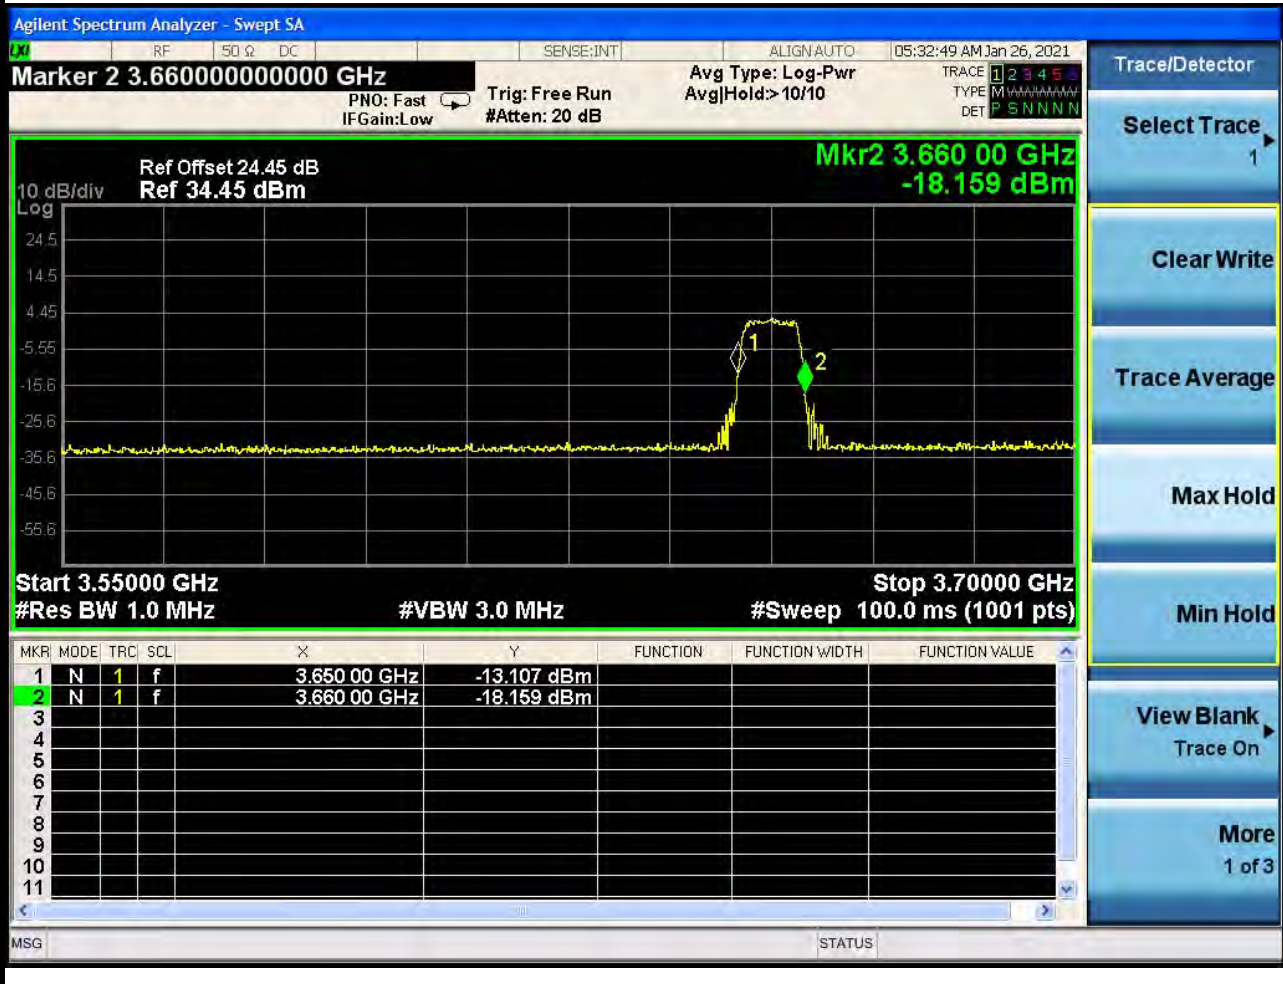 Agilent Spectrum Analyzer - Swept SA
LXI RF 50 Ω DC SENSE:INT ALIGN AUTO 05:32:49 AM Jan 26, 2021
Marker 2 3.660000000000 GHz
PNO: Fast
IFGain:Low
Trig: Free Run
#Atten: 20 dB
Avg Type: Log-Pwr
Avg|Hold:> 10/10
TRACE 1 2 3 4 5 6
TYPE M
DET P S N N N N
Ref Offset 24.45 dB
Ref 34.45 dBm
10 dB/div
Log
Mkr2 3.660 00 GHz
-18.159 dBm
24.5
14.5
4.45
-5.55
-15.6
-25.6
-35.6
-45.6
-55.6
1
2
Start 3.55000 GHz Stop 3.70000 GHz
#Res BW 1.0 MHz #VBW 3.0 MHz #Sweep 100.0 ms (1001 pts)
MKR MODE TRC SCL X Y FUNCTION FUNCTION WIDTH FUNCTION VALUE
1 N 1 f 3.650 00 GHz -13.107 dBm
2 N 1 f 3.660 00 GHz -18.159 dBm
3
4
5
6
7
8
9
10
11
MSG STATUS
Trace/Detector
Select Trace
1
Clear Write
Trace Average
Max Hold
Min Hold
View Blank
Trace On
More
1 of 3